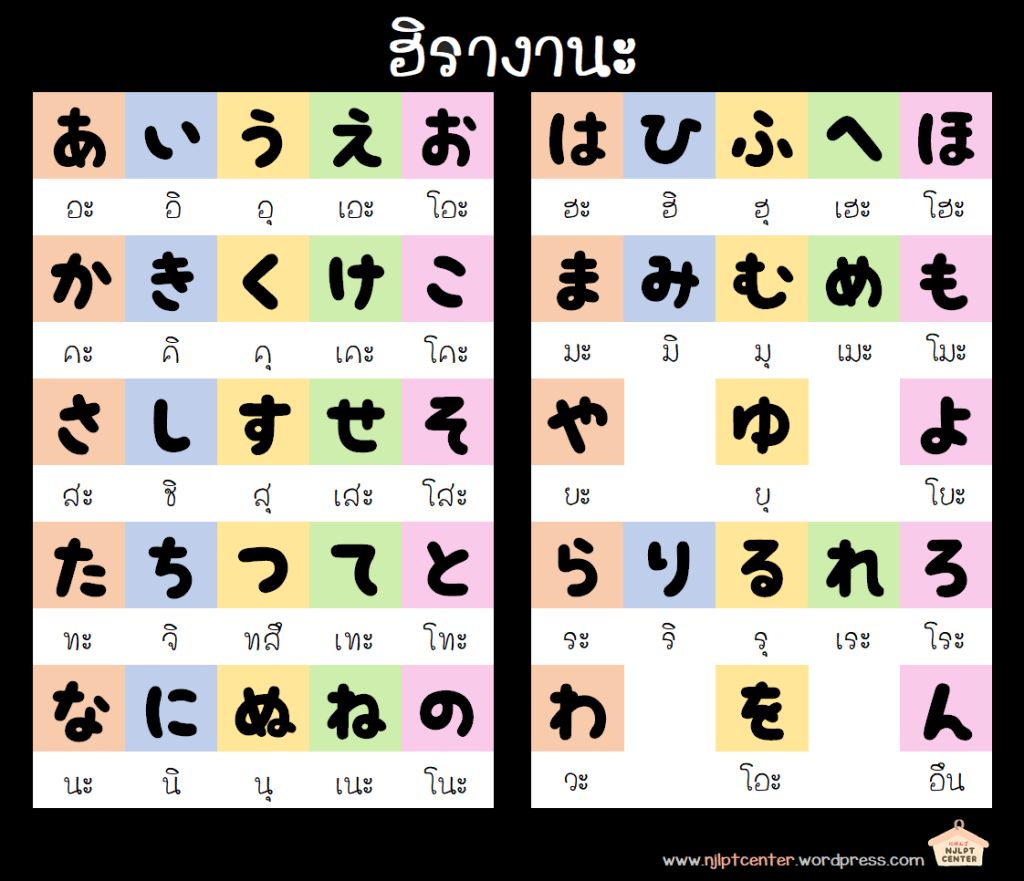 ฮิรางานะ
あ い う え お
อะ อิ อุ เอะ โอะ
か き く け こ
คะ คิ คุ เคะ โคะ
さ し す せ そ
สะ ชิ สุ เสะ โสะ
た ち つ て と
ทะ จิ ทสึ เทะ โทะ
な に ぬ ね の
นะ นิ นุ เนะ โนะ
は ひ ふ へ ほ
ฮะ ฮิ ฮุ เฮะ โฮะ
ま み む め も
มะ มิ มุ เมะ โมะ
や ゆ よ
ยะ ยุ โยะ
ら り る れ ろ
ระ ริ รุ เระ โระ
わ を ん
วะ โอะ อึน
www.njlptcenter.wordpress.com
にほんご
NJLPT
CENTER